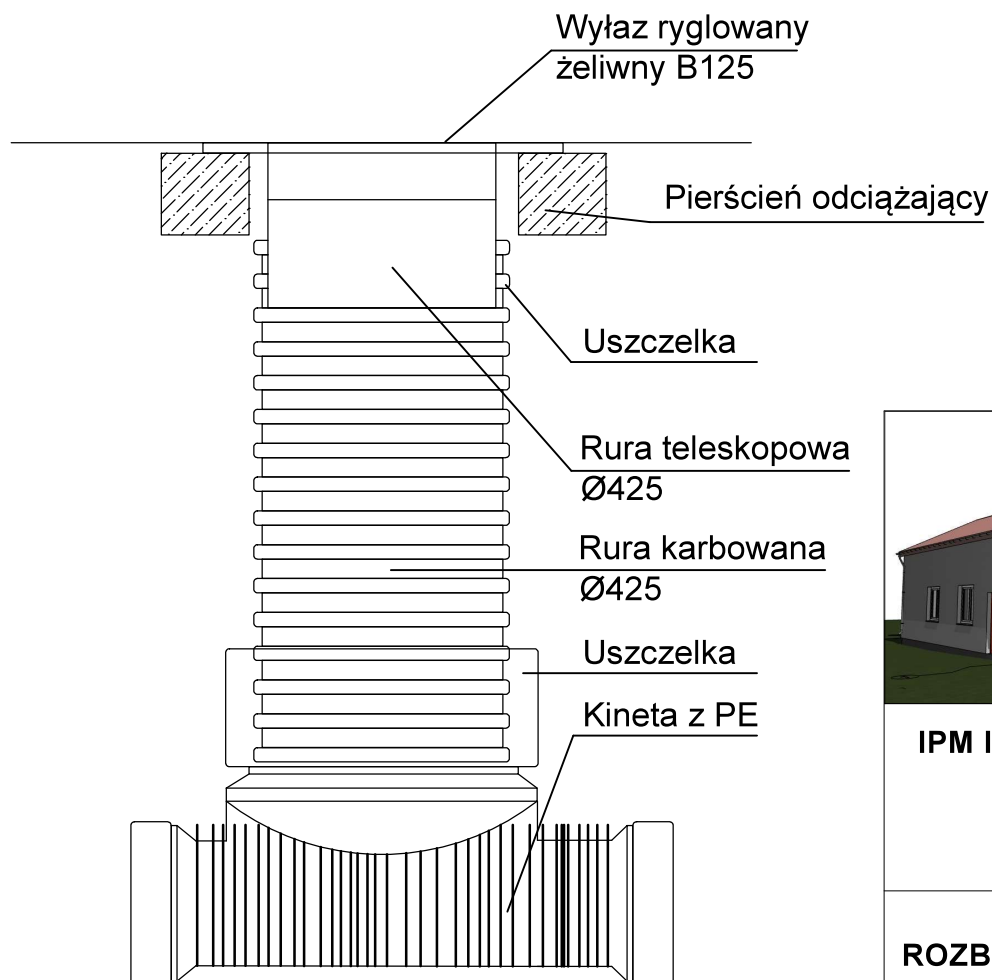 Wyłaz ryglowany
żeliwny B125
Pierścień odciążający
Uszczelka
Rura teleskopowa
Ø425
Rura karbowana
Ø425
Uszczelka
Kineta z PE
IPM I
ROZB